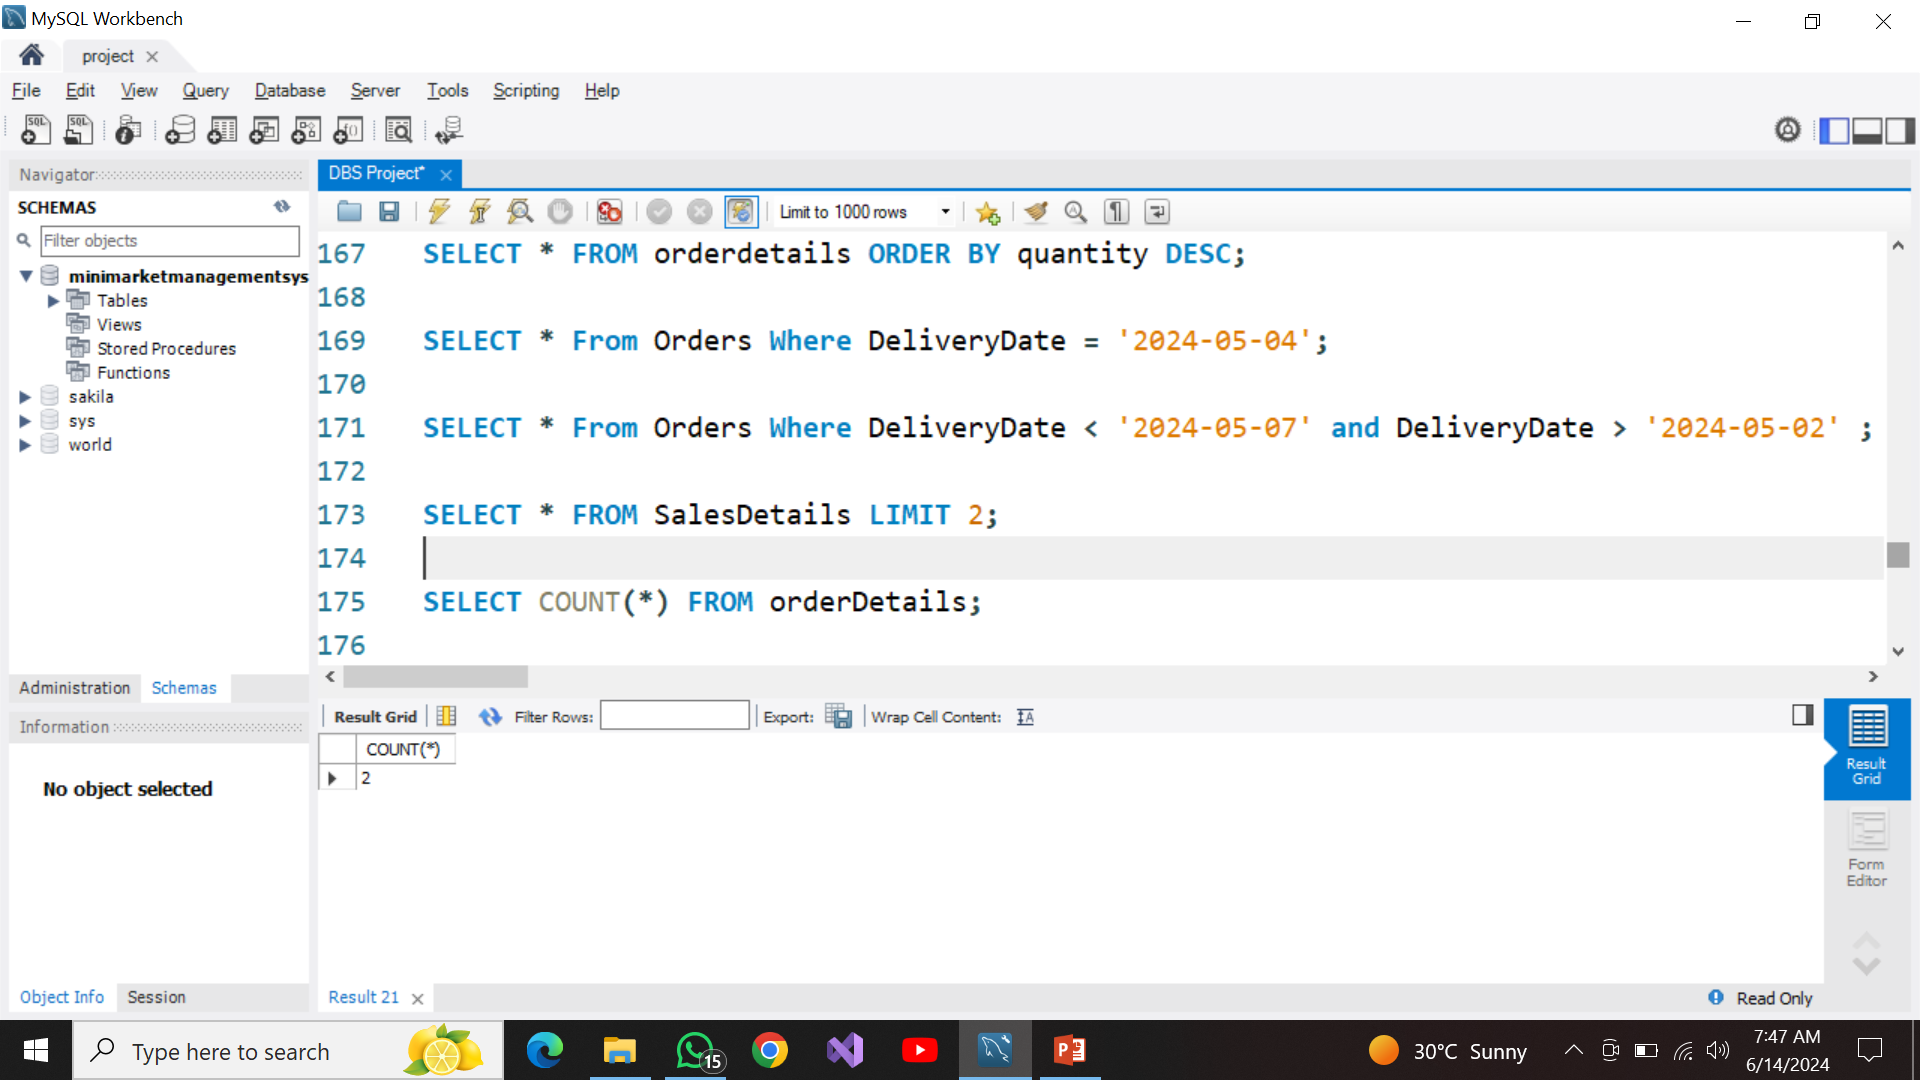 MySQL Workbench
project
File Edit View Query Database Server Tools Scripting Help
Navigator
SCHEMAS
Filter objects
minimarketmanagementsys
Tables
Views
Stored Procedures
Functions
sakila
sys
world
Administration Schemas
Information
No object selected
Object Info Session
DBS Project*
Limit to 1000 rows
167 SELECT * FROM orderdetails ORDER BY quantity DESC;
168
169 SELECT * From Orders Where DeliveryDate = '2024-05-04';
170
171 SELECT * From Orders Where DeliveryDate < '2024-05-07' and DeliveryDate > '2024-05-02' ;
172
173 SELECT * FROM SalesDetails LIMIT 2;
174
175 SELECT COUNT(*) FROM orderDetails;
176
Result Grid Filter Rows: Export: Wrap Cell Content:
COUNT(*)
2
Result
Grid
Form
Editor
Result 21
Read Only
Type here to search
15
30°C Sunny
7:47 AM
6/14/2024